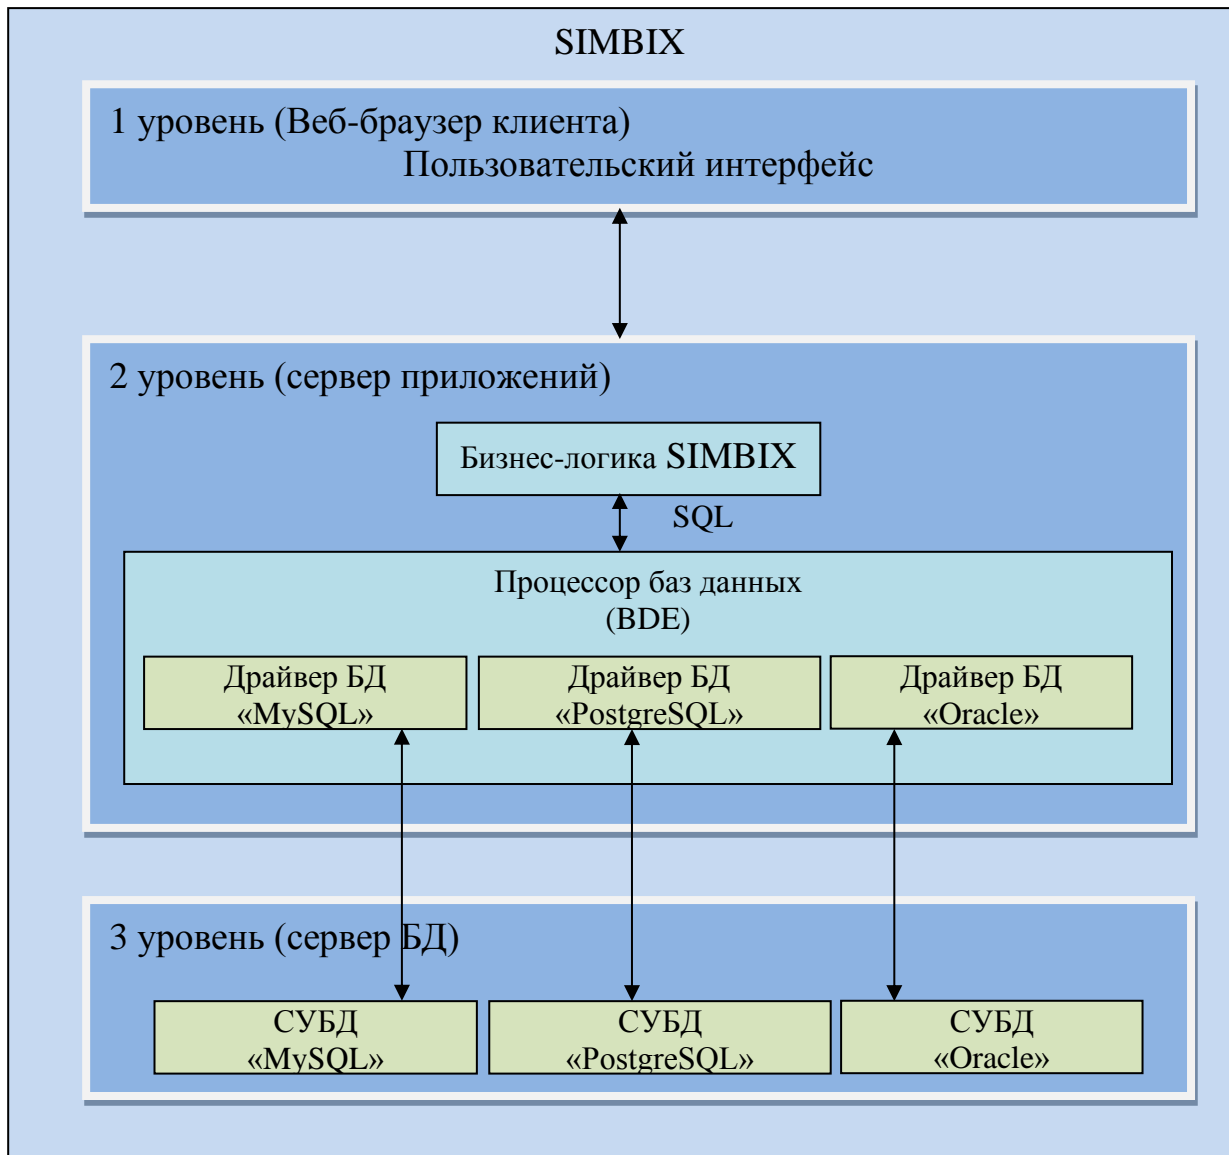 SIMBIX
1 уровень (Веб-браузер клиента)
Пользовательский интерфейс
2 уровень (сервер приложений)
Бизнес-логика SIMBIX
SQL
Процессор баз данных
(BDE)
Драйвер БД
«MySQL»
Драйвер БД
«PostgreSQL»
Драйвер БД
«Oracle»
3 уровень (сервер БД)
СУБД
«MySQL»
СУБД
«PostgreSQL»
СУБД
«Oracle»